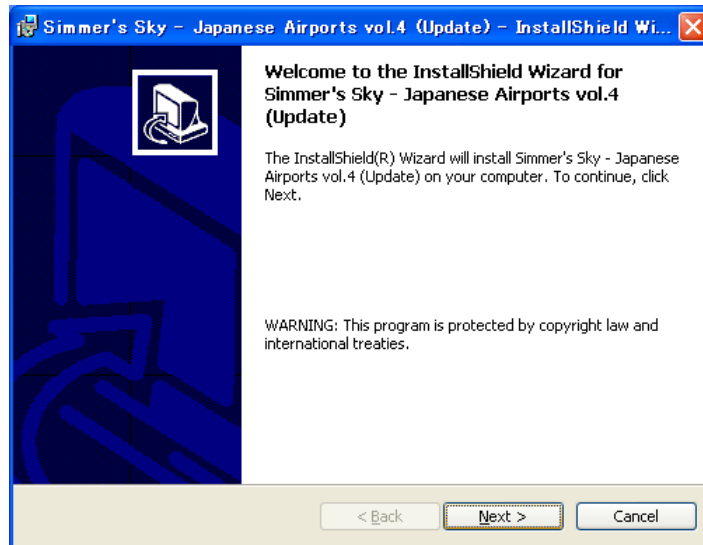 Simmer's Sky - Japanese Airports vol.4 (Update) - InstallShield Wi...
Welcome to the InstallShield Wizard for
Simmer's Sky - Japanese Airports vol.4
(Update)
The InstallShield(R) Wizard will install Simmer's Sky - Japanese
Airports vol.4 (Update) on your computer. To continue, click
Next.
WARNING: This program is protected by copyright law and
international treaties.
< Back
Next >
Cancel